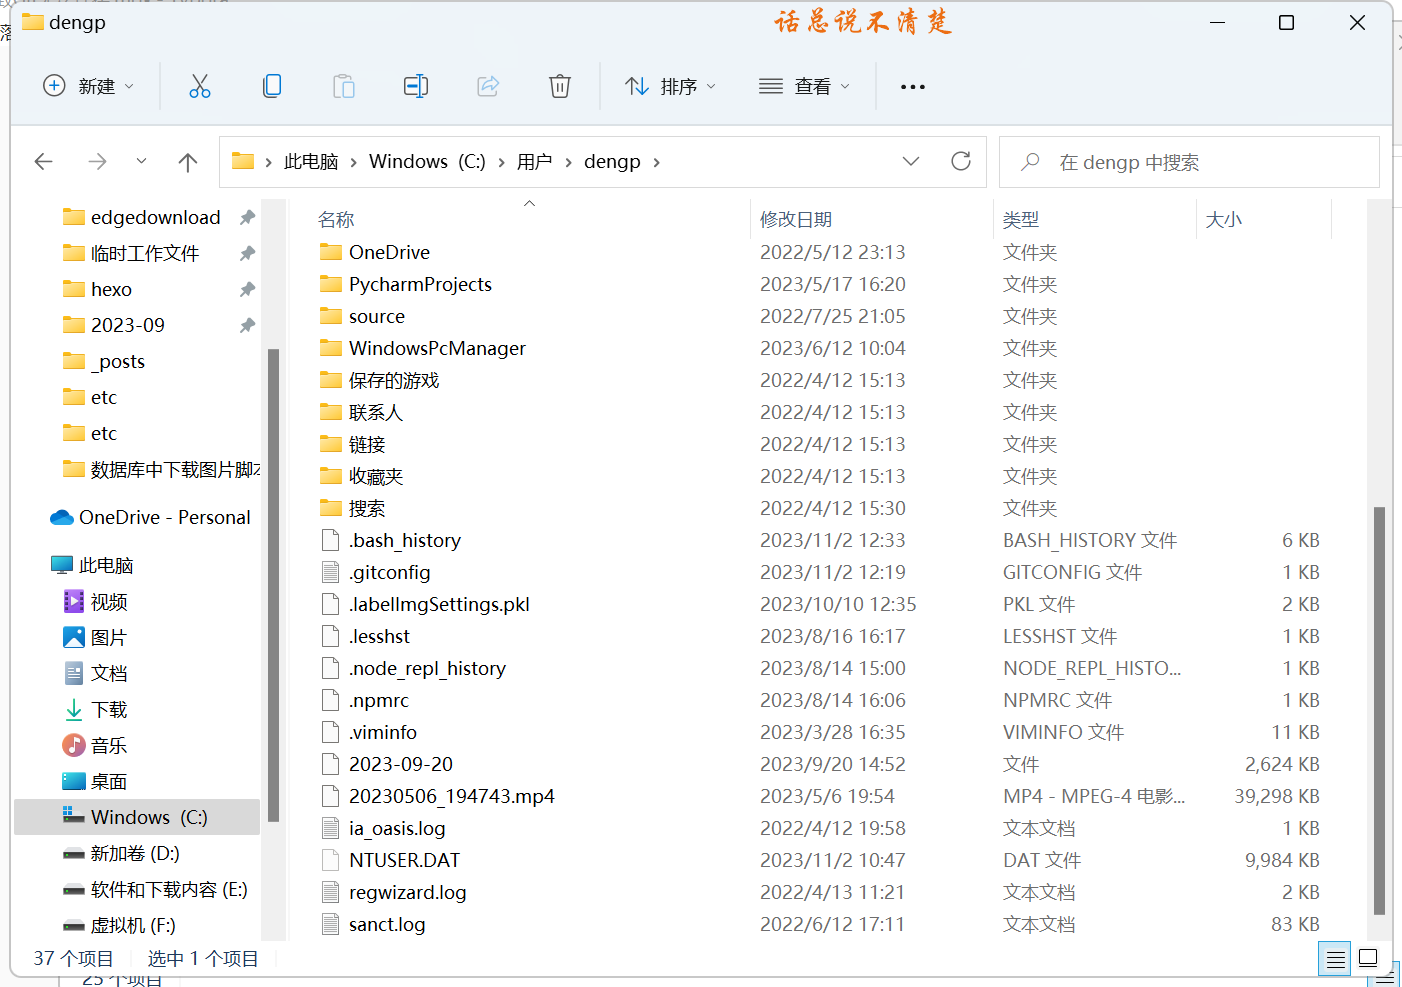 dengp
话总说不清楚
新建
排序
查看
此电脑 Windows (C:) 用户 dengp
在 dengp 中搜索
edgedownload
临时工作文件
hexo
2023-09
_posts
etc
etc
数据库中下载图片脚本
OneDrive - Personal
此电脑
视频
图片
文档
下载
音乐
桌面
Windows (C:)
新加卷 (D:)
软件和下载内容 (E:)
虚拟机 (F:)
名称 修改日期 类型 大小
OneDrive 2022/5/12 23:13 文件夹
PycharmProjects 2023/5/17 16:20 文件夹
source 2022/7/25 21:05 文件夹
WindowsPcManager 2023/6/12 10:04 文件夹
保存的游戏 2022/4/12 15:13 文件夹
联系人 2022/4/12 15:13 文件夹
链接 2022/4/12 15:13 文件夹
收藏夹 2022/4/12 15:13 文件夹
搜索 2022/4/12 15:30 文件夹
.bash_history 2023/11/2 12:33 BASH_HISTORY 文件 6 KB
.gitconfig 2023/11/2 12:19 GITCONFIG 文件 1 KB
.labelImgSettings.pkl 2023/10/10 12:35 PKL 文件 2 KB
.lesshst 2023/8/16 16:17 LESSHST 文件 1 KB
.node_repl_history 2023/8/14 15:00 NODE_REPL_HISTO... 1 KB
.npmrc 2023/8/14 16:06 NPMRC 文件 1 KB
.viminfo 2023/3/28 16:35 VIMINFO 文件 11 KB
2023-09-20 2023/9/20 14:52 文件 2,624 KB
20230506_194743.mp4 2023/5/6 19:54 MP4 - MPEG-4 电影... 39,298 KB
ia_oasis.log 2022/4/12 19:58 文本文档 1 KB
NTUSER.DAT 2023/11/2 10:47 DAT 文件 9,984 KB
regwizard.log 2022/4/13 11:21 文本文档 2 KB
sanct.log 2022/6/12 17:11 文本文档 83 KB
37 个项目 选中 1 个项目
25 个项目